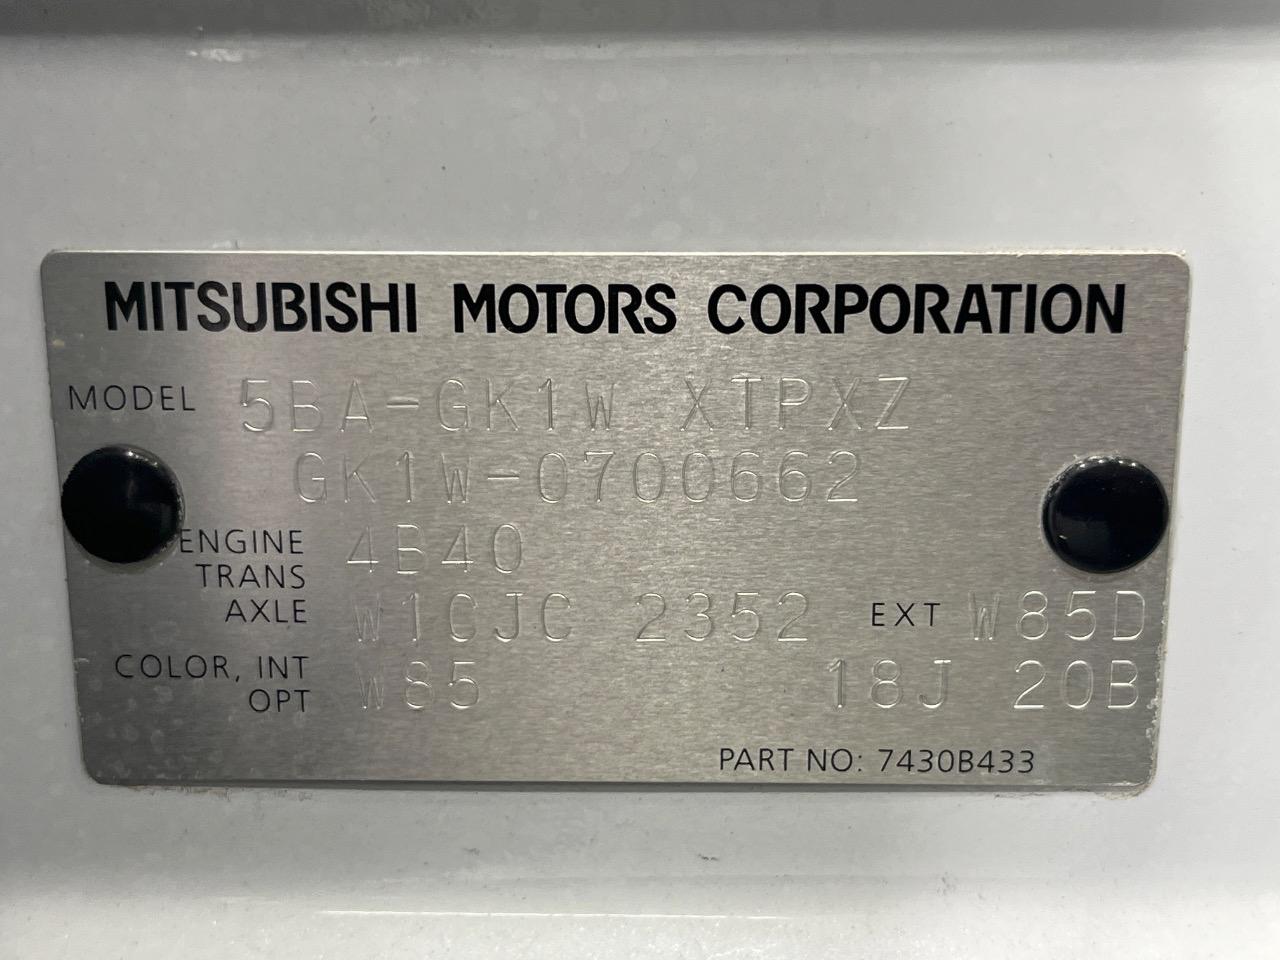 MITSUBISHI MOTORS CORPORATION
MODEL 5BA-GK1W XTPXZ
GK1W-0700662
ENGINE 4B40
TRANS
AXLE W1CJC 2352 EXT W85D
COLOR, INT
OPT W85 18J 20B
PART NO: 7430B433